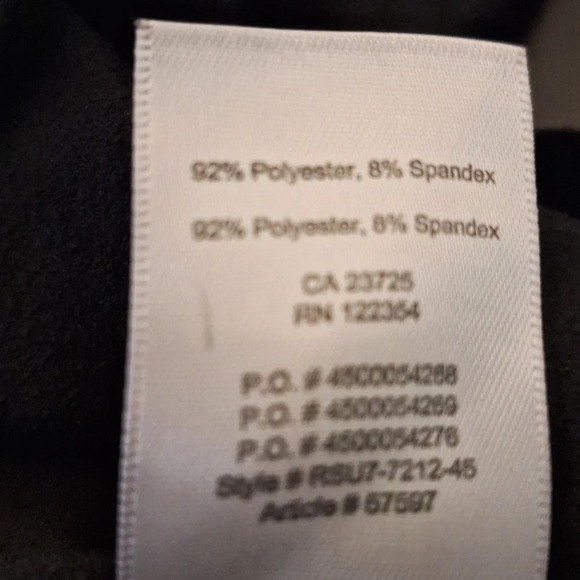 92% Polyester, 8% Spandex
92% Polyester, 8% Spandex
CA 23725
RN 122354
P.O. # 4500054268
P.O. # 4500054269
P.O. # 4500054276
Style # RSU7-7212-45
Article # 57597